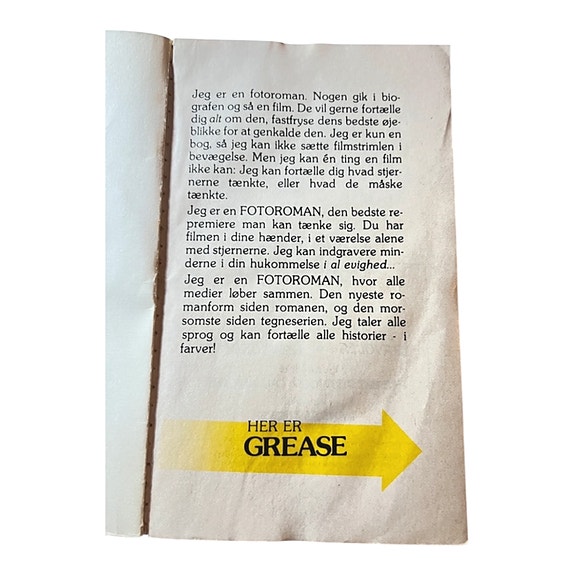 Jeg er en fotoroman. Nogen gik i bio-
grafen og så en film. De vil gerne fortælle
dig alt om den, fastfryse dens bedste øje-
blikke for at genkalde den. Jeg er kun en
bog, så jeg kan ikke sætte filmstrimlen i
bevægelse. Men jeg kan én ting en film
ikke kan: Jeg kan fortælle dig hvad stjer-
nerne tænkte, eller hvad de måske
tænkte.
Jeg er en FOTOROMAN, den bedste re-
premiere man kan tænke sig. Du har
filmen i dine hænder, i et værelse alene
med stjernerne. Jeg kan indgravere min-
derne i din hukommelse i al evighed...
Jeg er en FOTOROMAN, hvor alle
medier løber sammen. Den nyeste ro-
manform siden romanen, og den mor-
somste siden tegneserien. Jeg taler alle
sprog og kan fortælle alle historier - i
farver!
HER ER
GREASE